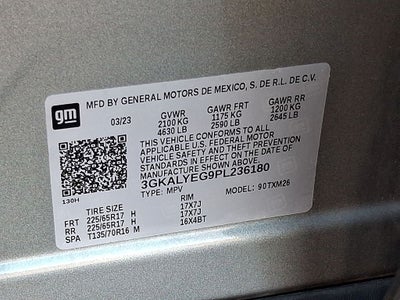 gm
MFD BY GENERAL MOTORS DE MEXICO, S. DE R.L. DE C.V.
03/23 GVWR GAWR FRT GAWR RR
2100 KG 1175 KG 1200 KG
4630 LB 2590 LB 2645 LB
THIS VEHICLE CONFORMS TO ALL
APPLICABLE U.S. FEDERAL MOTOR
VEHICLE SAFETY AND THEFT PREVENTION
STANDARDS IN EFFECT ON THE DATE OF
MANUFACTURE SHOWN ABOVE.
3GKALYEG9PL236180
130H TYPE: MPV MODEL: 90TXM26
TIRE SIZE RIM
FRT 225/65R17 H 17X7J
RR 225/65R17 H 17X7J
SPA T135/70R16 M 16X4BT